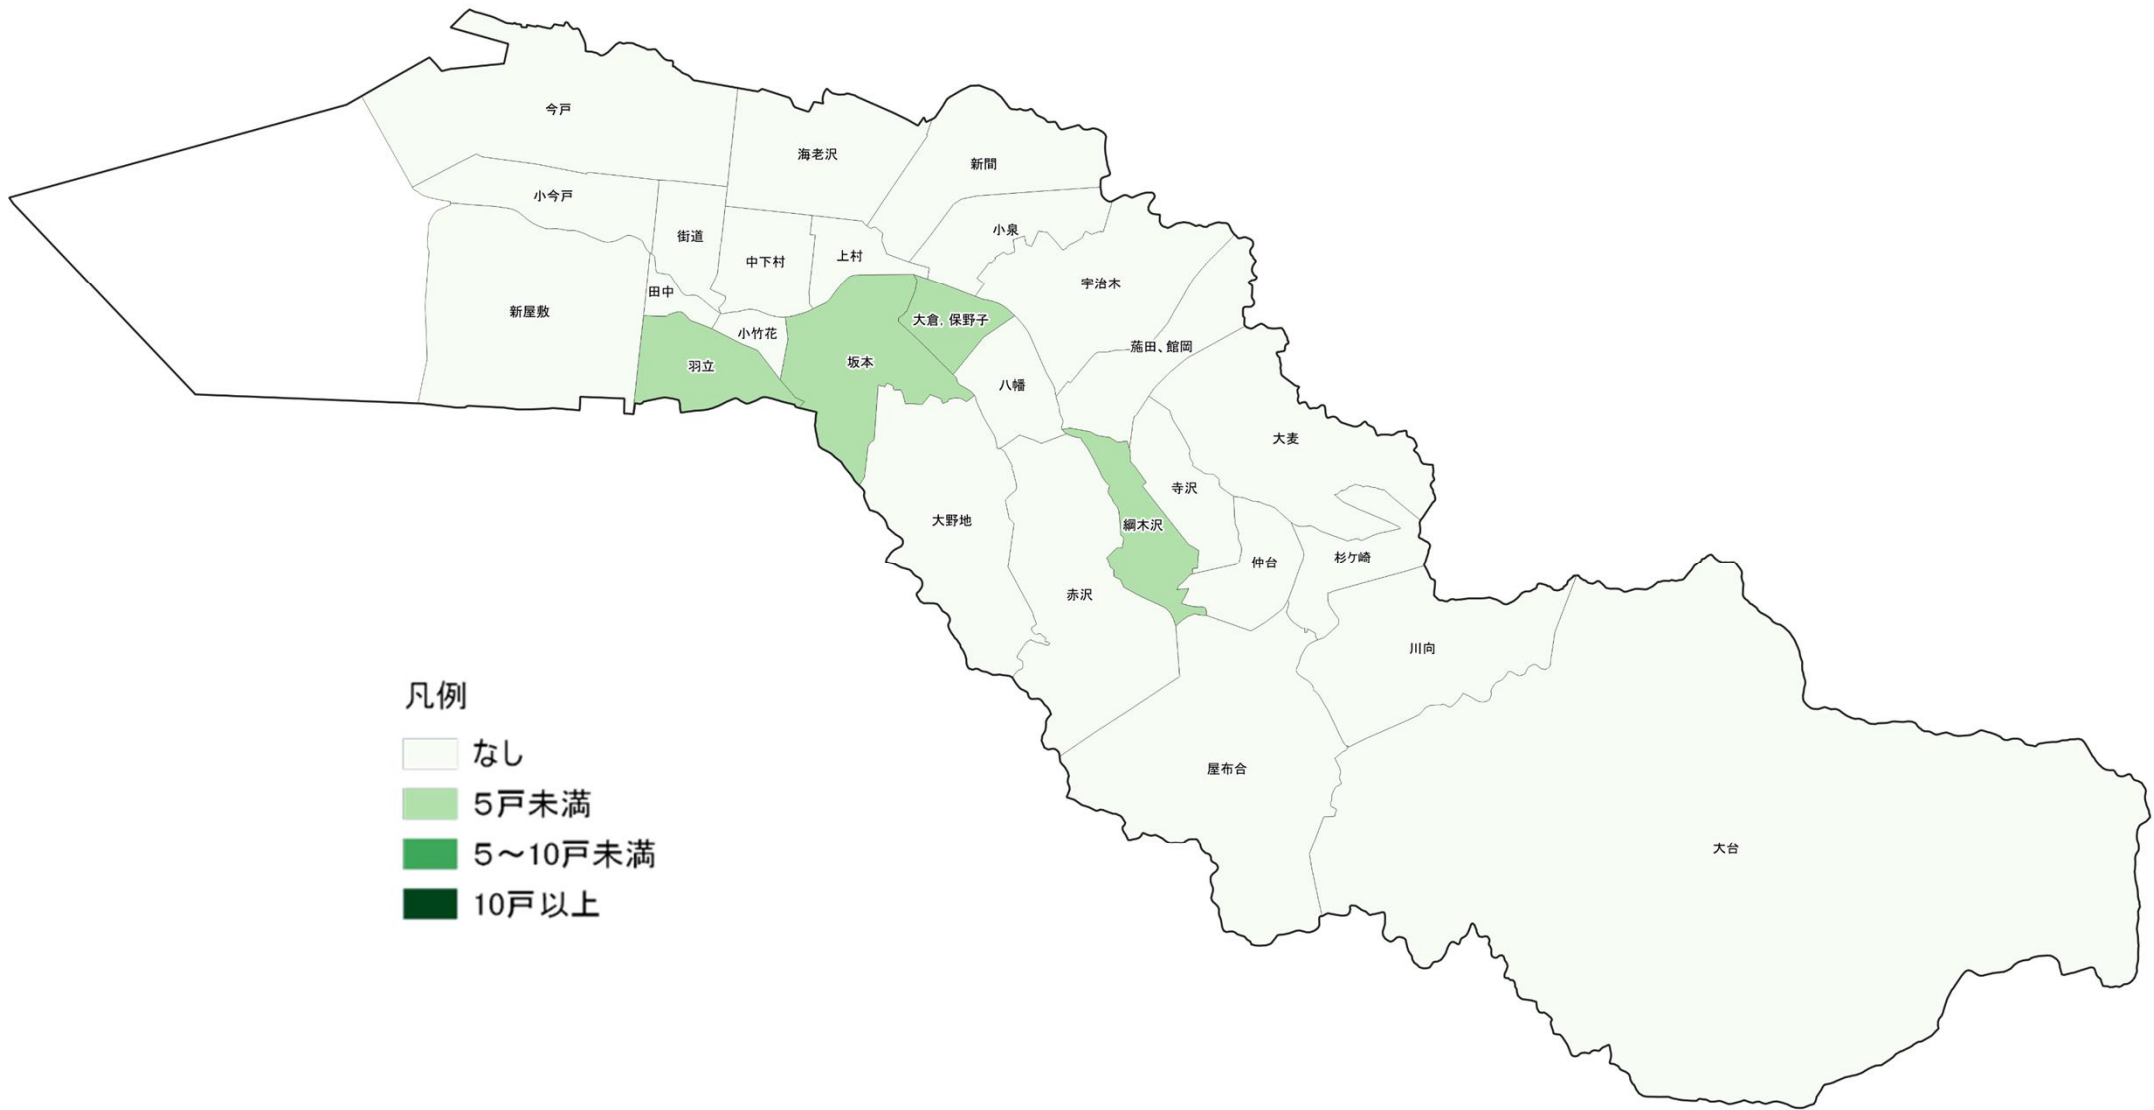 今戸
海老沢
新間
小今戸
小泉
街道
上村
中下村
宇治木
田中
新屋敷
大倉，保野子
小竹花
蓅田、館岡
坂本
羽立
八幡
大麦
寺沢
大野地
綱木沢
杉ケ崎
仲台
赤沢
川向
屋布合
大台
凡例
なし
5戸未満
5～10戸未満
10戸以上